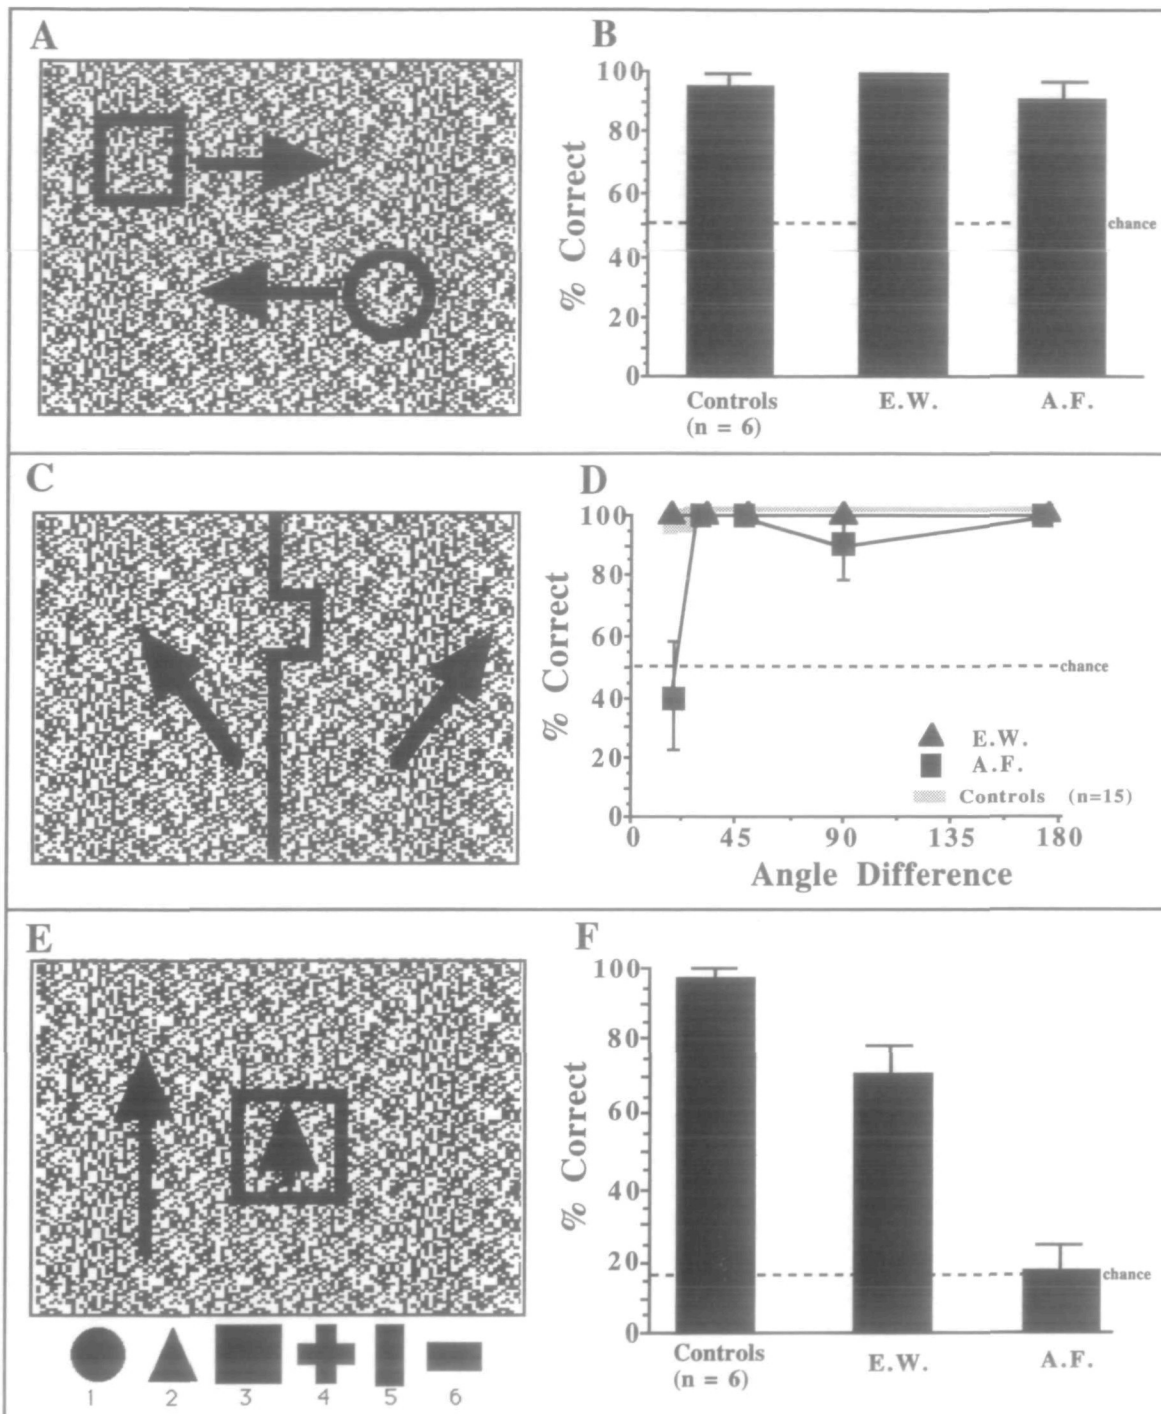 A
B
100
80
60
40
20
0
% Correct
chance
Controls
(n = 6)
E.W.
A.F.
C
D
100
80
60
40
20
0
% Correct
chance
E.W.
A.F.
Controls (n=15)
0 45 90 135 180
Angle Difference
E
1 2 3 4 5 6
F
100
80
60
40
20
0
% Correct
chance
Controls
(n = 6)
E.W.
A.F.